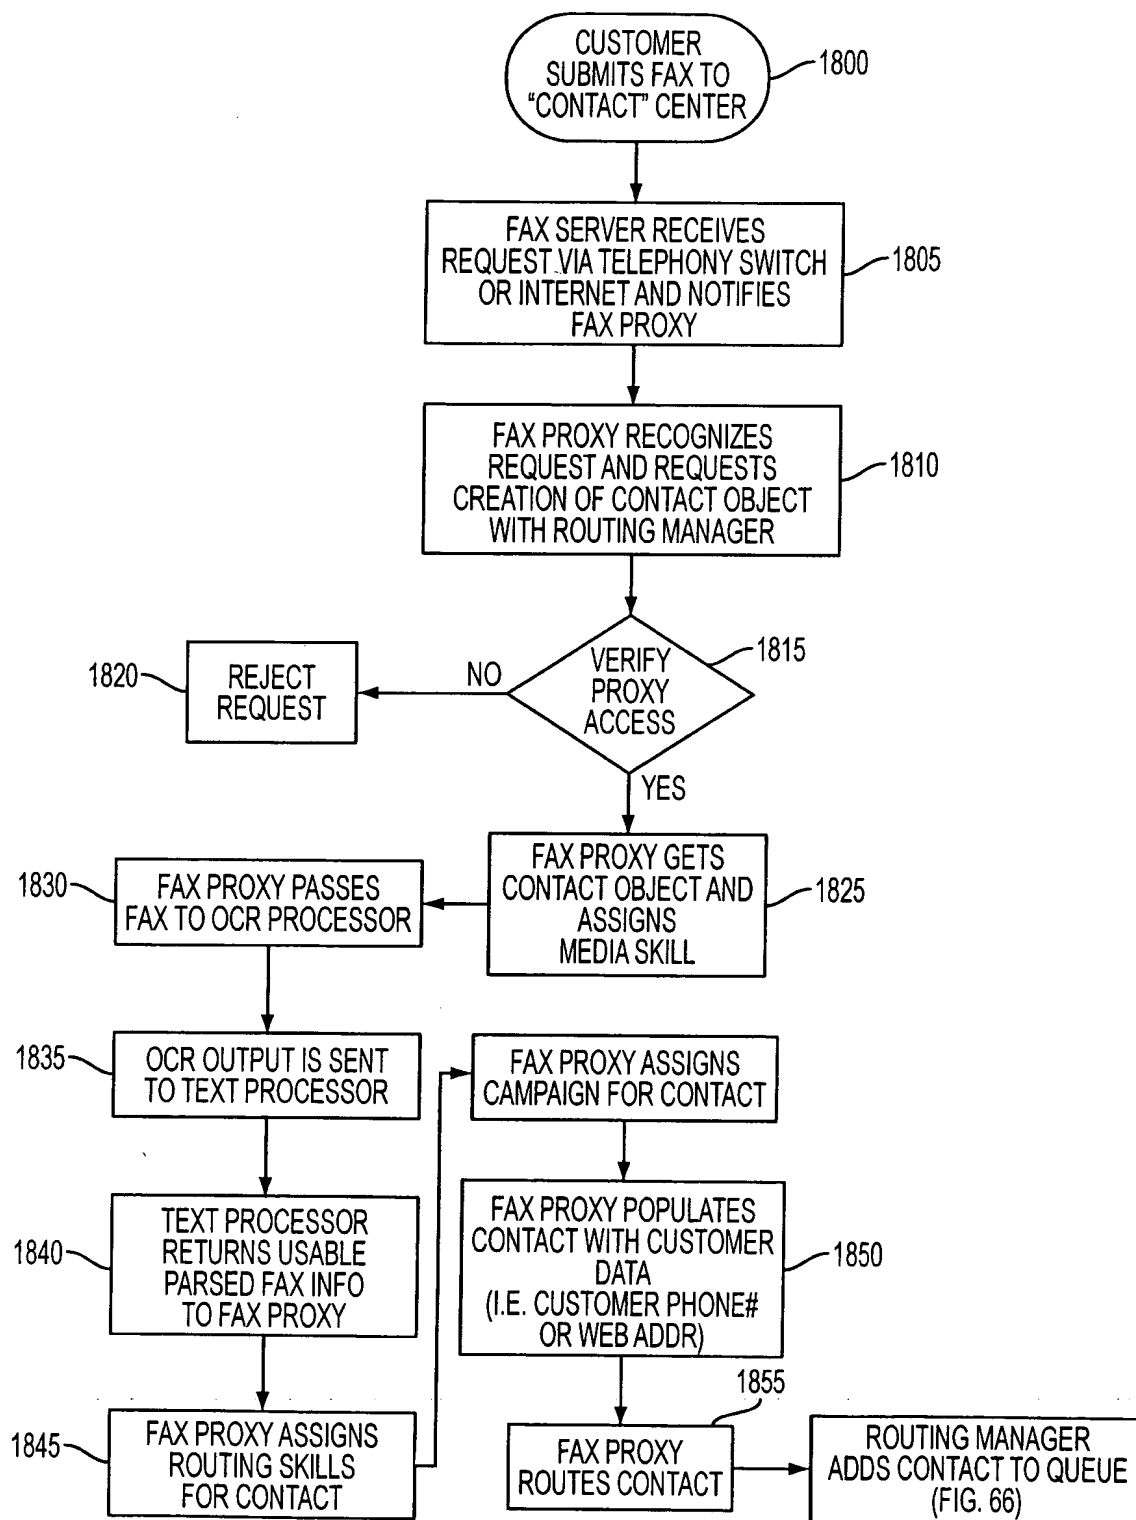 CUSTOMER
SUBMITS FAX TO
"CONTACT" CENTER
1800
FAX SERVER RECEIVES
REQUEST VIA TELEPHONY SWITCH
OR INTERNET AND NOTIFIES
FAX PROXY
1805
FAX PROXY RECOGNIZES
REQUEST AND REQUESTS
CREATION OF CONTACT OBJECT
WITH ROUTING MANAGER
1810
VERIFY
PROXY
ACCESS
1815
NO
REJECT
REQUEST
1820
YES
FAX PROXY GETS
CONTACT OBJECT AND
ASSIGNS
MEDIA SKILL
1825
1830
FAX PROXY PASSES
FAX TO OCR PROCESSOR
1835
OCR OUTPUT IS SENT
TO TEXT PROCESSOR
1840
TEXT PROCESSOR
RETURNS USABLE
PARSED FAX INFO
TO FAX PROXY
1845
FAX PROXY ASSIGNS
ROUTING SKILLS
FOR CONTACT
FAX PROXY ASSIGNS
CAMPAIGN FOR CONTACT
FAX PROXY POPULATES
CONTACT WITH CUSTOMER
DATA
(I.E. CUSTOMER PHONE#
OR WEB ADDR)
1850
1855
FAX PROXY
ROUTES CONTACT
ROUTING MANAGER
ADDS CONTACT TO QUEUE
(FIG. 66)